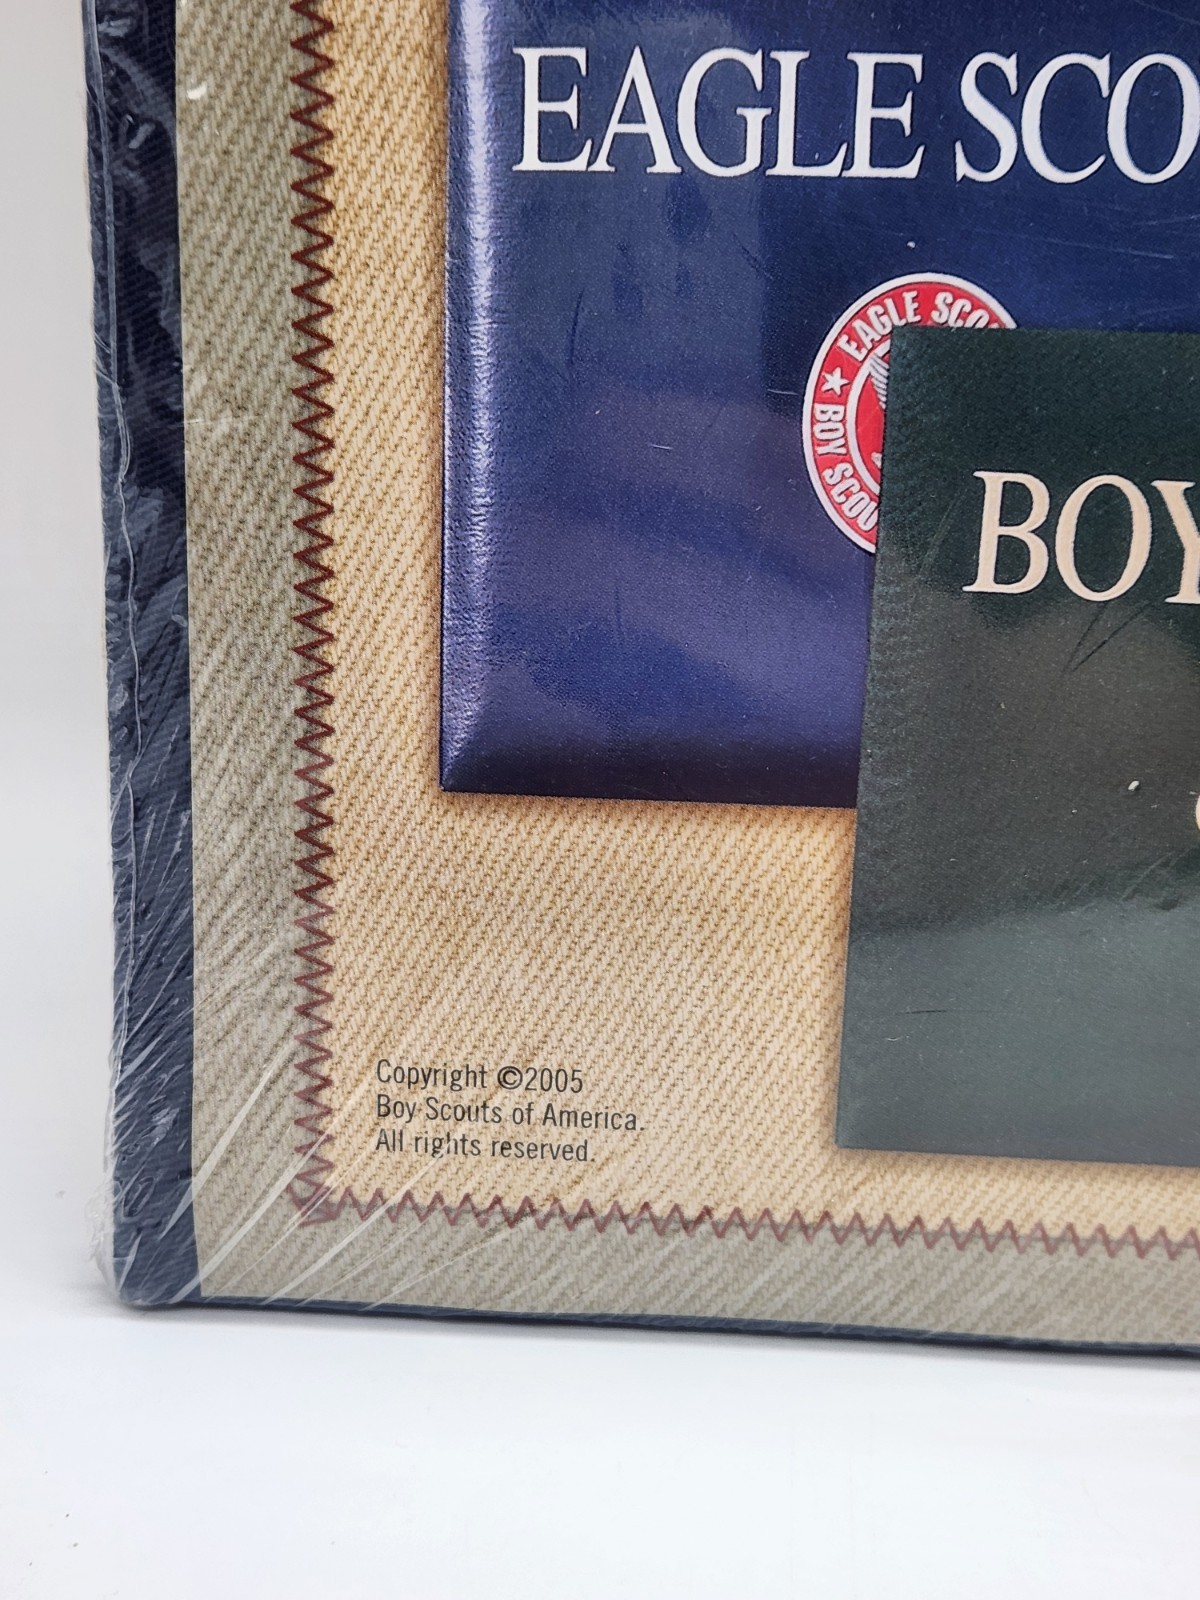 EAGLE SCO
EAGLE SCO
BOY SCOU
BOY
Copyright ©2005
Boy Scouts of America.
All rights reserved.